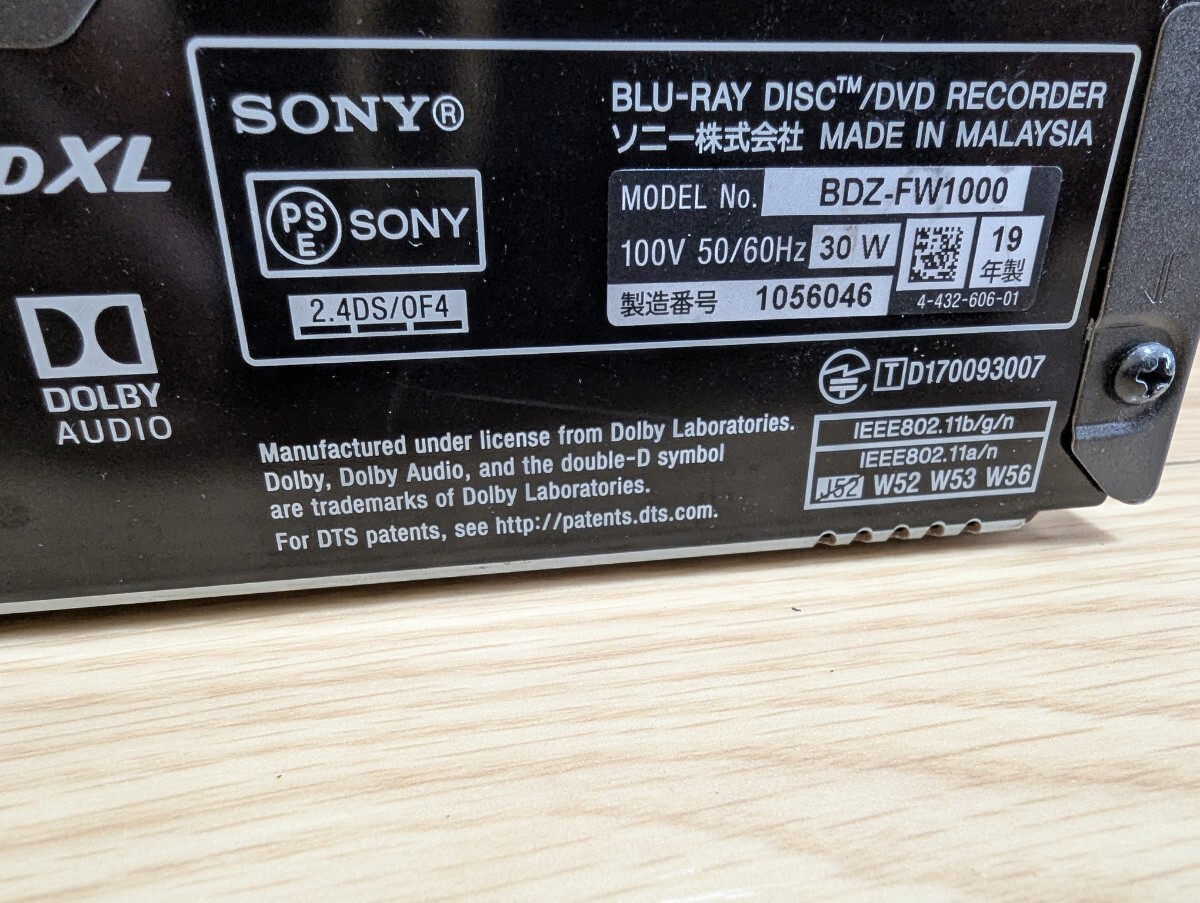 DXL
SONY®
PSE SONY
2.4DS/OF4
BLU-RAY DISC™/DVD RECORDER
ソニー株式会社 MADE IN MALAYSIA
MODEL No. BDZ-FW1000
100V 50/60Hz 30 W
19
年製
製造番号 1056046
4-432-606-01
DOLBY
AUDIO
Manufactured under license from Dolby Laboratories.
Dolby, Dolby Audio, and the double-D symbol
are trademarks of Dolby Laboratories.
For DTS patents, see http://patents.dts.com.
T D170093007
IEEE802.11b/g/n
IEEE802.11a/n
J52 W52 W53 W56